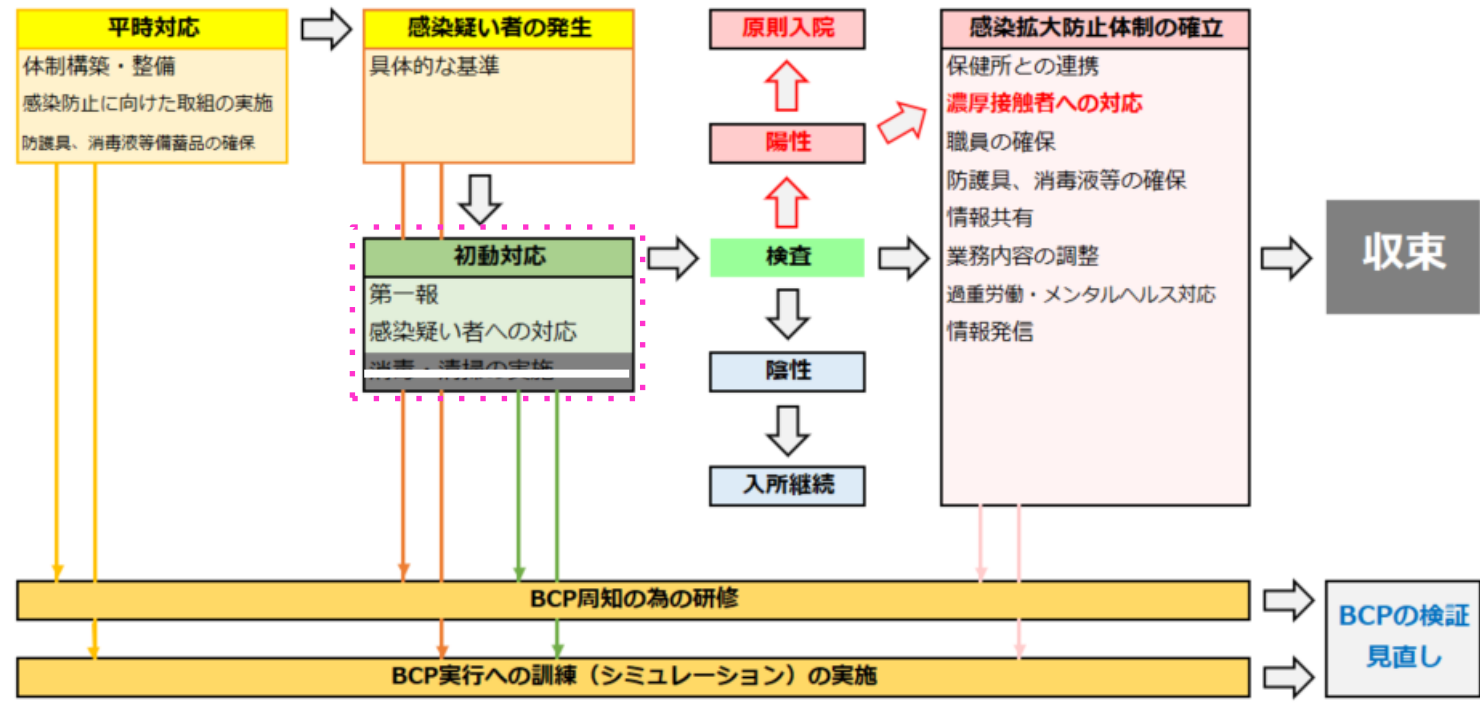 平時対応
体制構築・整備
感染防止に向けた取組の実施
防護具、消毒液等備蓄品の確保
感染疑い者の発生
具体的な基準
初動対応
第一報
感染疑い者への対応
消毒・清掃の実施
原則入院
陽性
検査
陰性
入所継続
感染拡大防止体制の確立
保健所との連携
濃厚接触者への対応
職員の確保
防護具、消毒液等の確保
情報共有
業務内容の調整
過重労働・メンタルヘルス対応
情報発信
収束
BCP周知の為の研修
BCP実行への訓練（シミュレーション）の実施
BCPの検証
見直し